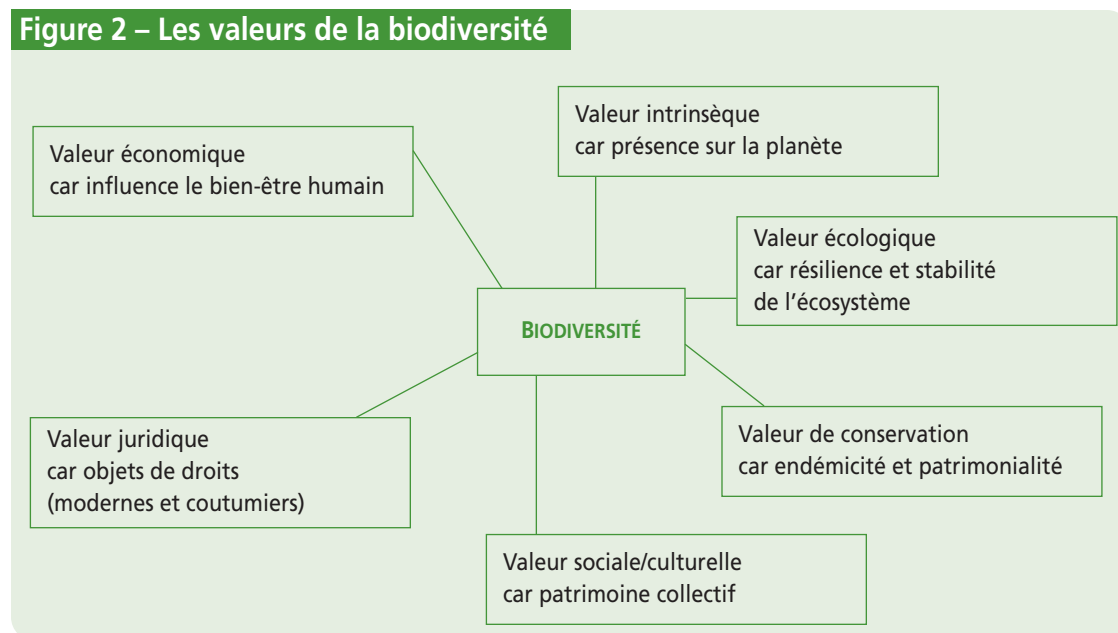 Figure 2 – Les valeurs de la biodiversité
Valeur intrinsèque
car présence sur la planète
Valeur économique
car influence le bien-être humain
Valeur écologique
car résilience et stabilité
de l'écosystème
BIODIVERSITÉ
Valeur de conservation
car endémicité et patrimonialité
Valeur juridique
car objets de droits
(modernes et coutumiers)
Valeur sociale/culturelle
car patrimoine collectif